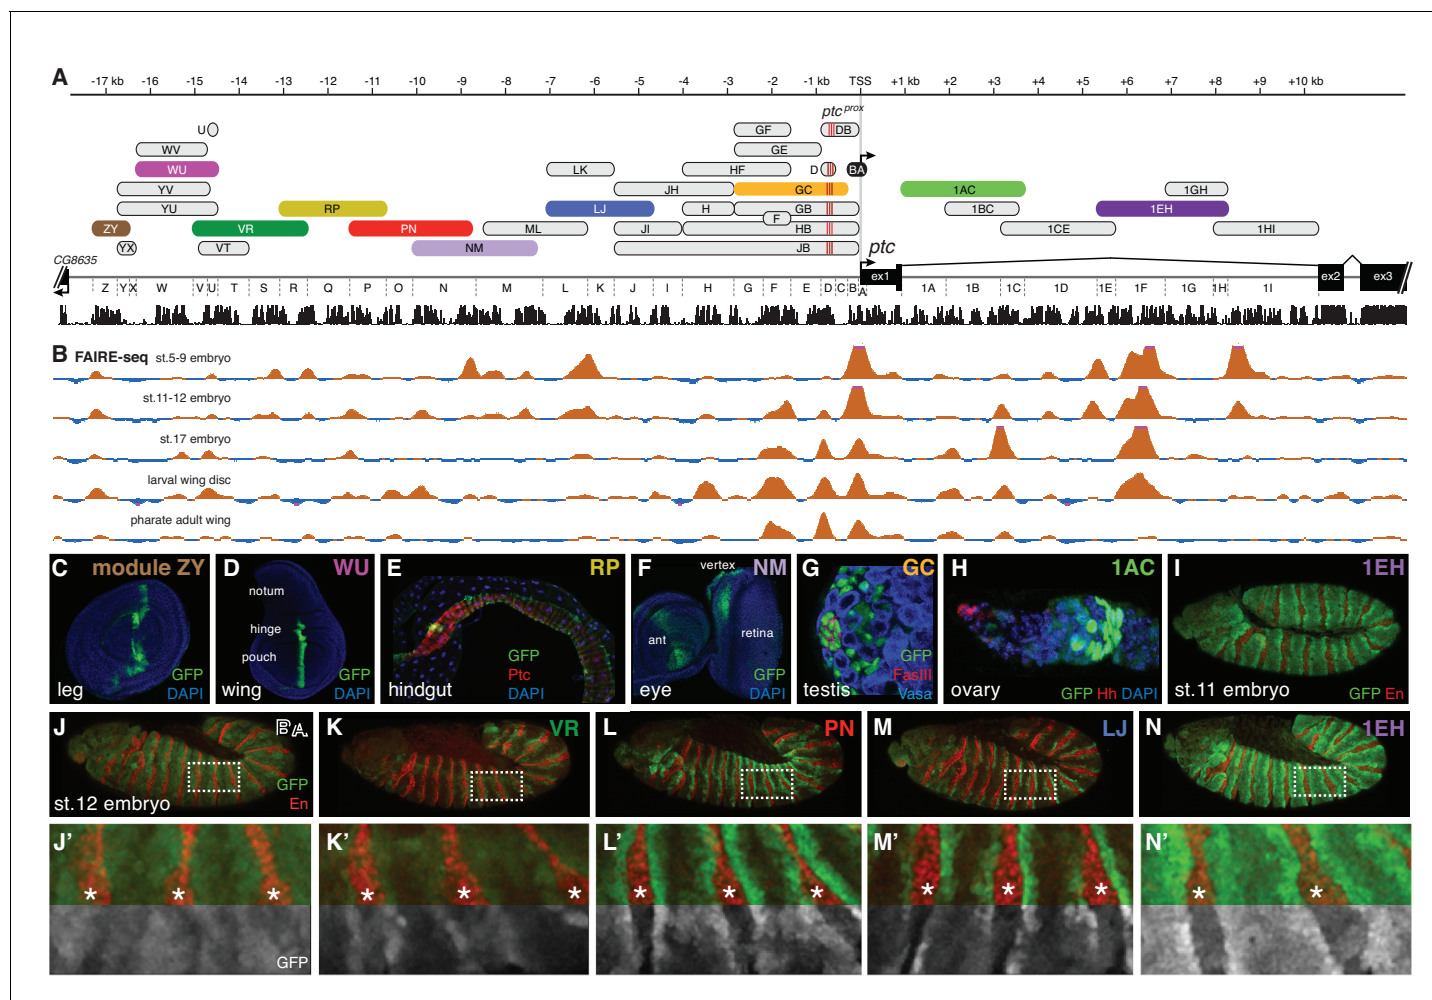 A
-17 kb -16 -15 -14 -13 -12 -11 -10 -9 -8 -7 -6 -5 -4 -3 -2 -1 kb TSS +1 kb +2 +3 +4 +5 +6 +7 +8 +9 +10 kb
ptc prox
U GF DB
WV GE
WU LK HF D BA
YV JH GC 1AC 1GH
YU RP LJ H GB 1BC 1EH
F
ZY VR PN ML JI HB 1CE 1HI
YX VT NM JB ptc
CG8635
ex1 ex2 ex3
Z Y X W V U T S R Q P O N M L K J I H G F E D C B A 1A 1B 1C 1D 1E 1F 1G 1H 1I
B FAIRE-seq st.5-9 embryo
st.11-12 embryo
st.17 embryo
larval wing disc
pharate adult wing
C module ZY
GFP
leg DAPI
D WU
notum
hinge
pouch
GFP
wing DAPI
E RP
GFP
Ptc
hindgut DAPI
F NM
vertex
ant retina
GFP
eye DAPI
G GC
GFP
FasIII
testis Vasa
H 1AC
ovary
GFP Hh DAPI
I 1EH
st.11 embryo
GFP En
J BA
GFP
st.12 embryo En
K VR
L PN
M LJ
N 1EH
J’
* * *
GFP
K’
* * *
L’
* * *
M’
* * *
N’
* *